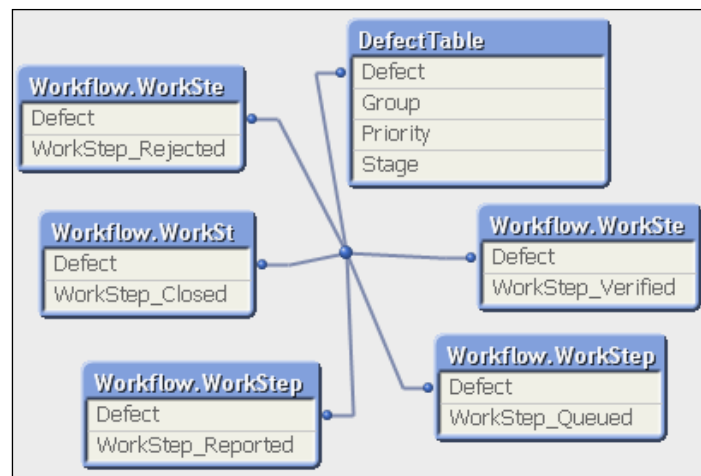 DefectTable
Defect
Group
Priority
Stage
Workflow.WorkSte
Defect
WorkStep_Rejected
Workflow.WorkSt
Defect
WorkStep_Closed
Workflow.WorkSte
Defect
WorkStep_Verified
Workflow.WorkStep
Defect
WorkStep_Reported
Workflow.WorkStep
Defect
WorkStep_Queued